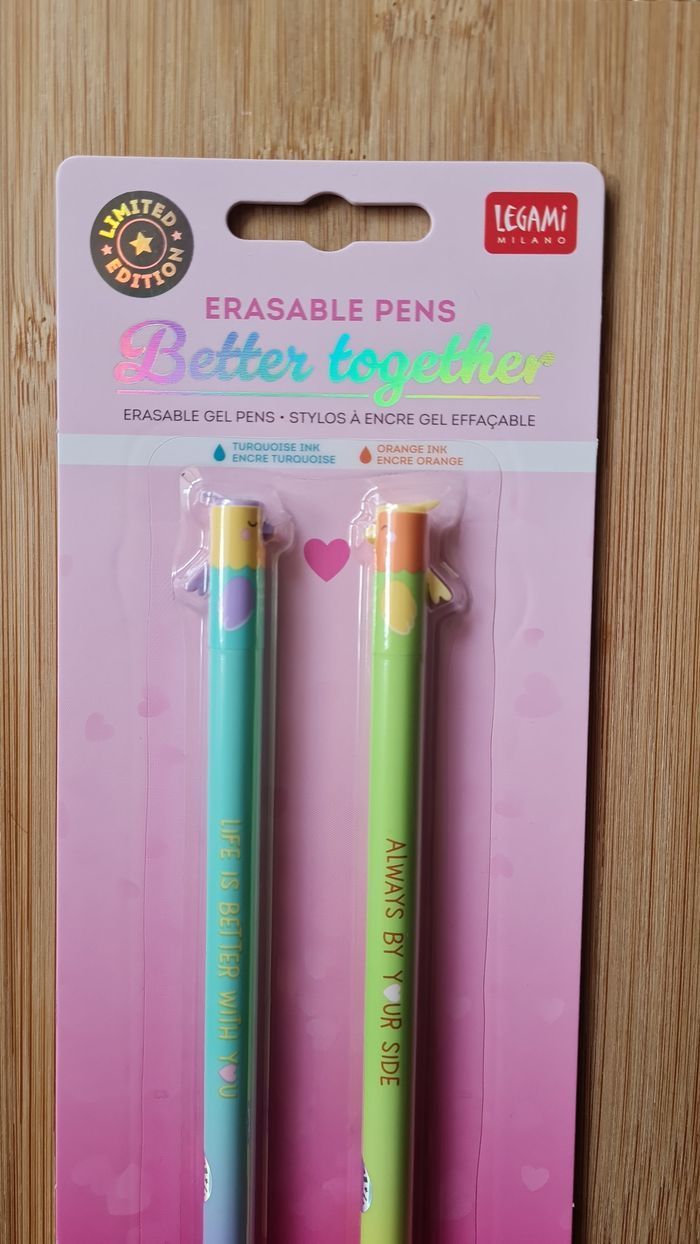 LIMITED
EDITION
LEGAMi
MILANO
ERASABLE PENS
Better together
ERASABLE GEL PENS • STYLOS À ENCRE GEL EFFAÇABLE
TURQUOISE INK
ENCRE TURQUOISE
ORANGE INK
ENCRE ORANGE
LIFE IS BETTER WITH YOU
ALWAYS BY YOUR SIDE